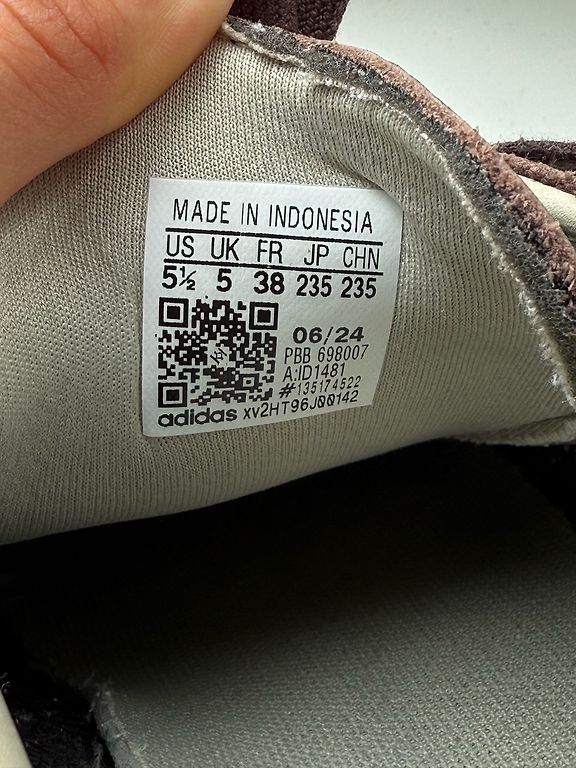 MADE IN INDONESIA
US UK FR JP CHN
5½ 5 38 235 235
06/24
PBB 698007
A:ID1481
#135174522
adidas xv2HT96J00142